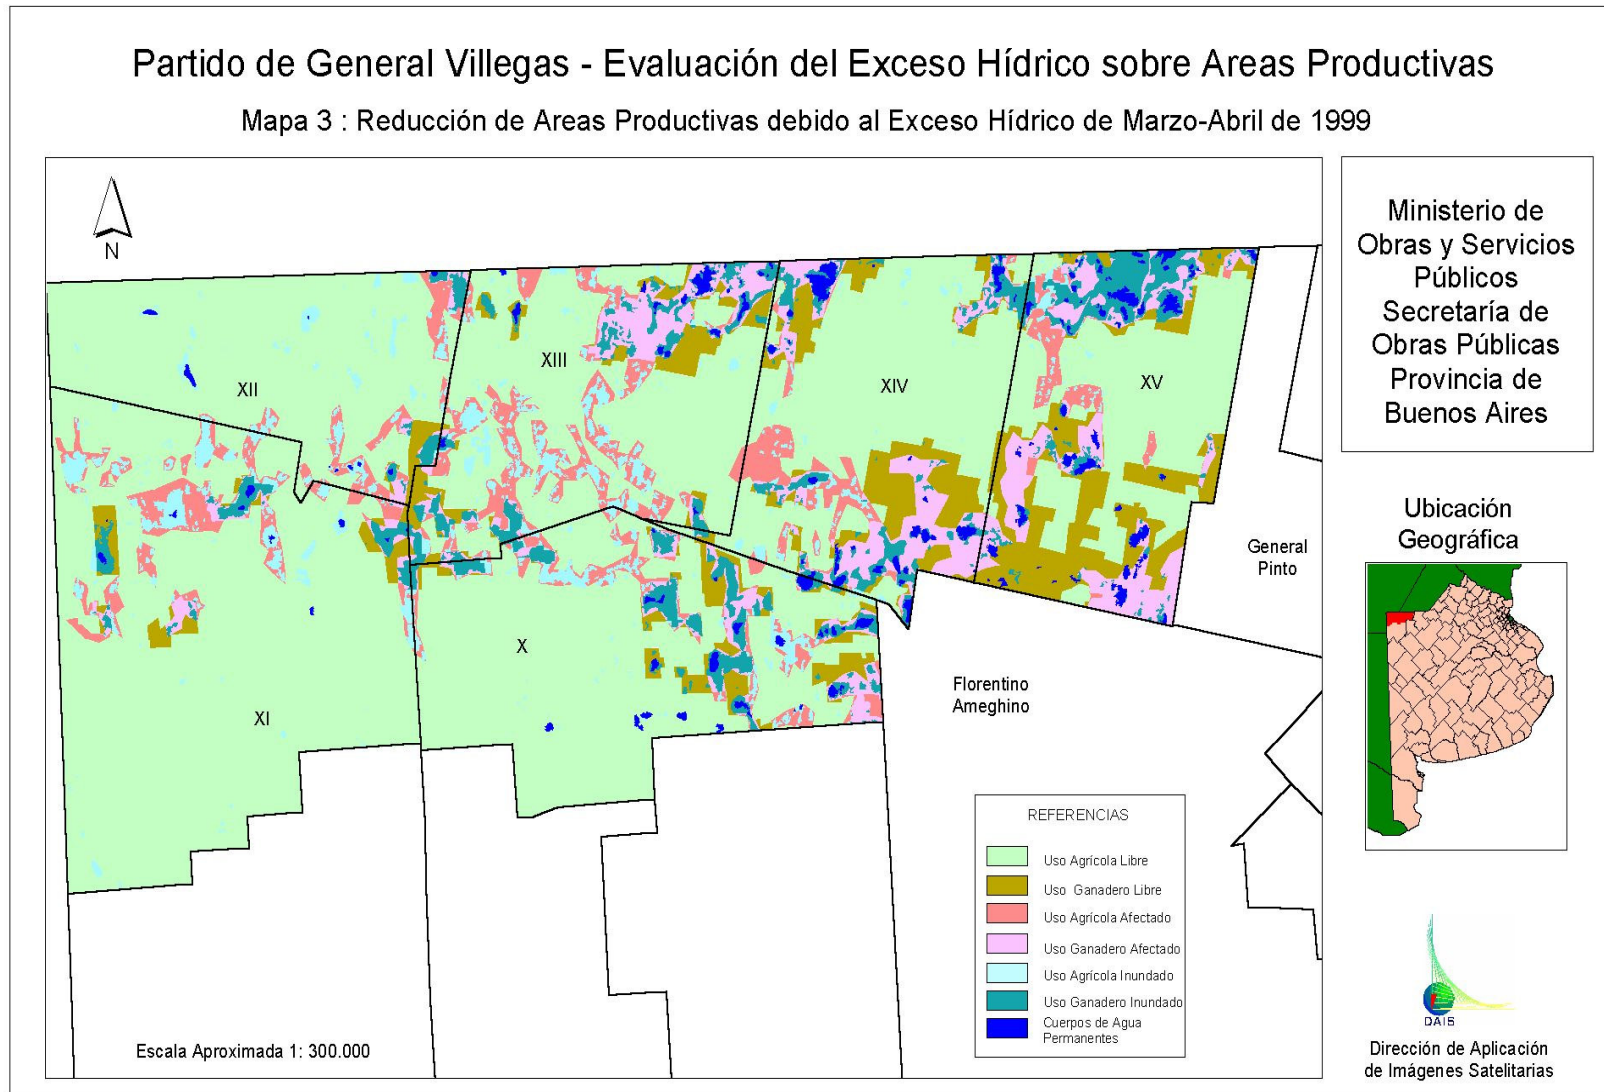 Partido de General Villegas - Evaluación del Exceso Hídrico sobre Areas Productivas
Mapa 3 : Reducción de Areas Productivas debido al Exceso Hídrico de Marzo-Abril de 1999
N
XII
XIII
XIV
XV
XI
X
General
Pinto
Florentino
Ameghino
REFERENCIAS
Uso Agrícola Libre
Uso Ganadero Libre
Uso Agrícola Afectado
Uso Ganadero Afectado
Uso Agrícola Inundado
Uso Ganadero Inundado
Cuerpos de Agua
Permanentes
Escala Aproximada 1: 300.000
Ministerio de
Obras y Servicios
Públicos
Secretaría de
Obras Públicas
Provincia de
Buenos Aires
Ubicación
Geográfica
DAIS
Dirección de Aplicación
de Imágenes Satelitarias